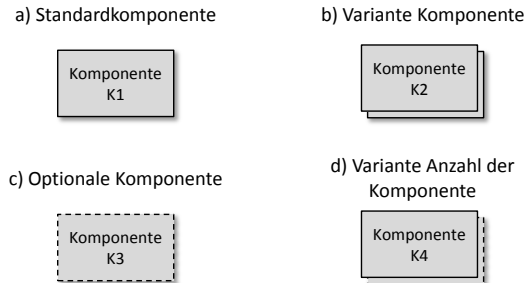 a) Standardkomponente
Komponente
K1
b) Variante Komponente
Komponente
K2
c) Optionale Komponente
Komponente
K3
d) Variante Anzahl der
Komponente
Komponente
K4